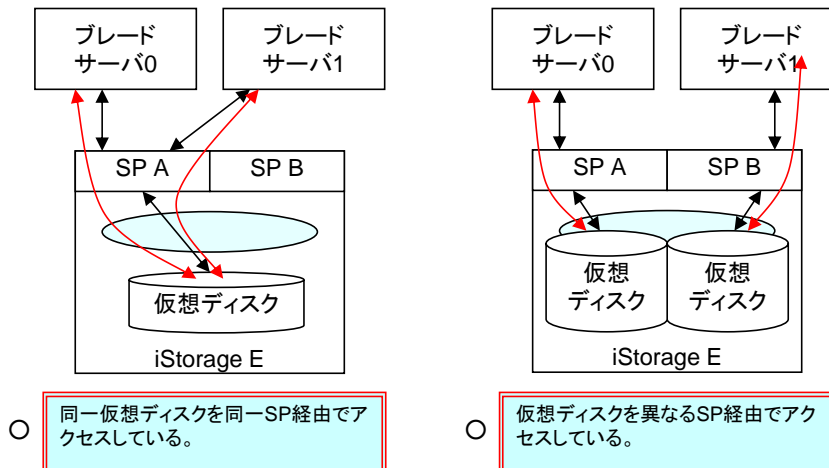 ブレード
サーバ0
ブレード
サーバ1
SP A
SP B
仮想ディスク
iStorage E
○
同一仮想ディスクを同一SP経由でア
クセスしている。
ブレード
サーバ0
ブレード
サーバ1
SP A
SP B
仮想
ディスク
仮想
ディスク
iStorage E
○
仮想ディスクを異なるSP経由でアク
セスしている。